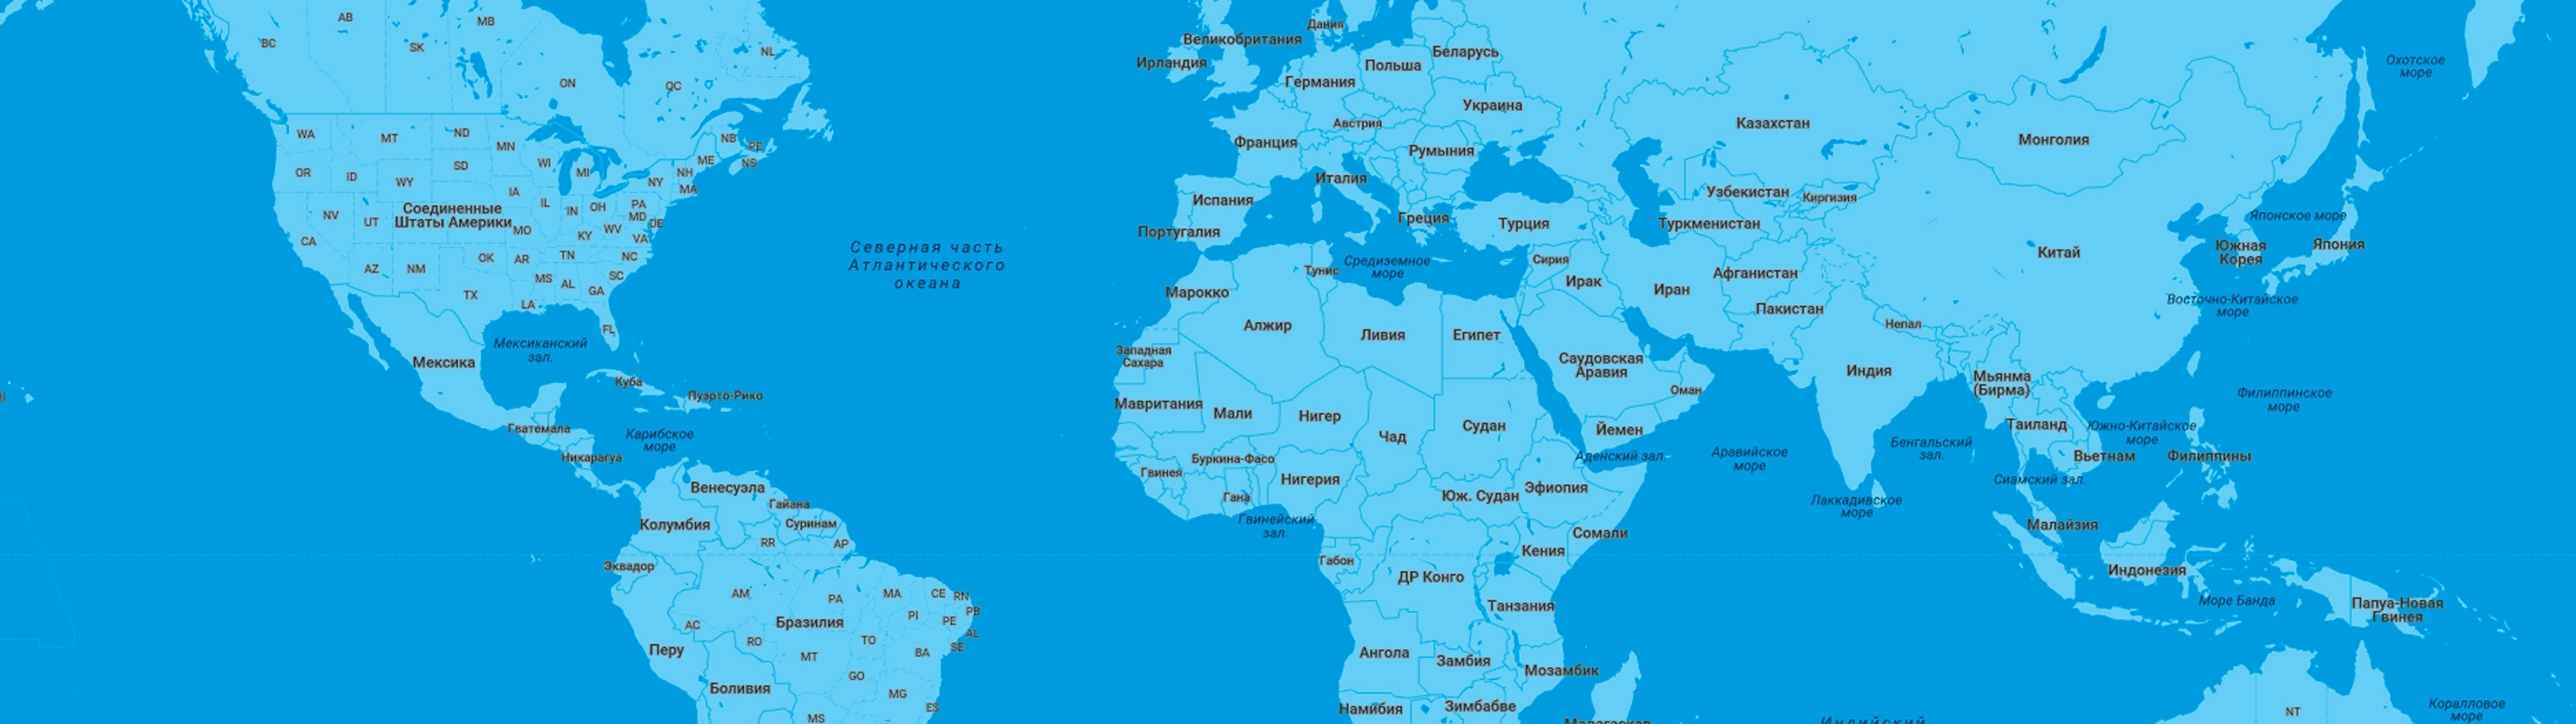 AB
MB
BC
SK
NL
ON
QC
WA
MT
ND
MN
NB
PE
OR
ID
SD
WI
MI
ME
NS
WY
IA
NY
NH
MA
NV
UT
Соединенные
Штаты Америки
IL
IN
OH
PA
MD
DE
CA
MO
KY
WV
VA
AZ
NM
OK
AR
TN
NC
TX
MS
AL
GA
SC
LA
FL
Мексиканский
зал.
Мексика
Куба
Пуэрто-Рико
Гватемала
Карибское
море
Никарагуа
Северная часть
Атлантического
океана
Венесуэла
Гайана
Колумбия
Суринам
RR
AP
Эквадор
AM
PA
MA
CE
RN
PB
PI
PE
AL
AC
Бразилия
SE
Перу
RO
TO
MT
BA
GO
Боливия
MG
MS
ES
Дания
Великобритания
Ирландия
Беларусь
Польша
Германия
Украина
Австрия
Франция
Румыния
Италия
Испания
Греция
Португалия
Турция
Тунис
Средиземное
море
Сирия
Марокко
Ирак
Иран
Алжир
Ливия
Египет
Западная
Сахара
Саудовская
Аравия
Оман
Мавритания
Мали
Нигер
Чад
Судан
Йемен
Буркина-Фасо
Аденский зал.
Гвинея
Нигерия
Гана
Юж. Судан
Эфиопия
Гвинейский
зал.
Сомали
Кения
Габон
ДР Конго
Танзания
Ангола
Замбия
Мозамбик
Намибия
Зимбабве
Мадагаскар
Казахстан
Монголия
Охотское
море
Узбекистан
Киргизия
Туркменистан
Японское море
Южная
Корея
Япония
Китай
Афганистан
Пакистан
Восточно-Китайское
море
Непал
Индия
Мьянма
(Бирма)
Филиппинское
море
Таиланд
Южно-Китайское
море
Аравийское
море
Бенгальский
зал.
Вьетнам
Филиппины
Сиамский зал.
Лаккадивское
море
Малайзия
Индонезия
Море Банда
Папуа-Новая
Гвинея
Индийский
NT
Коралловое
море